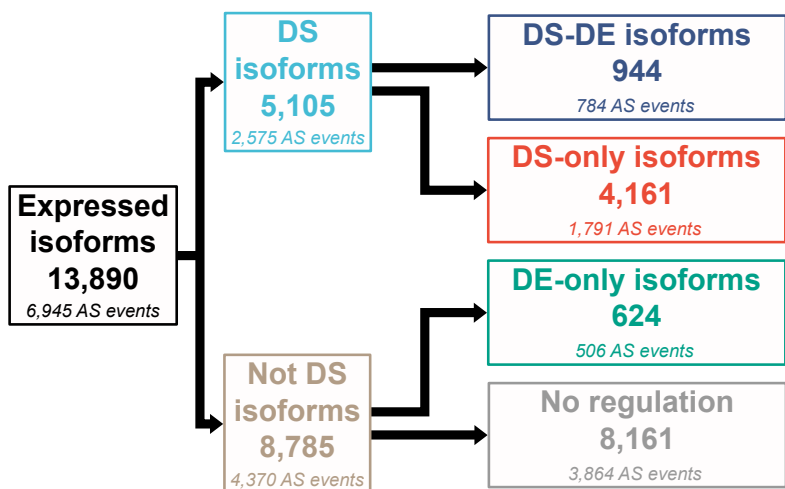 Expressed
isoforms
13,890
6,945 AS events
DS
isoforms
5,105
2,575 AS events
Not DS
isoforms
8,785
4,370 AS events
DS-DE isoforms
944
784 AS events
DS-only isoforms
4,161
1,791 AS events
DE-only isoforms
624
506 AS events
No regulation
8,161
3,864 AS events